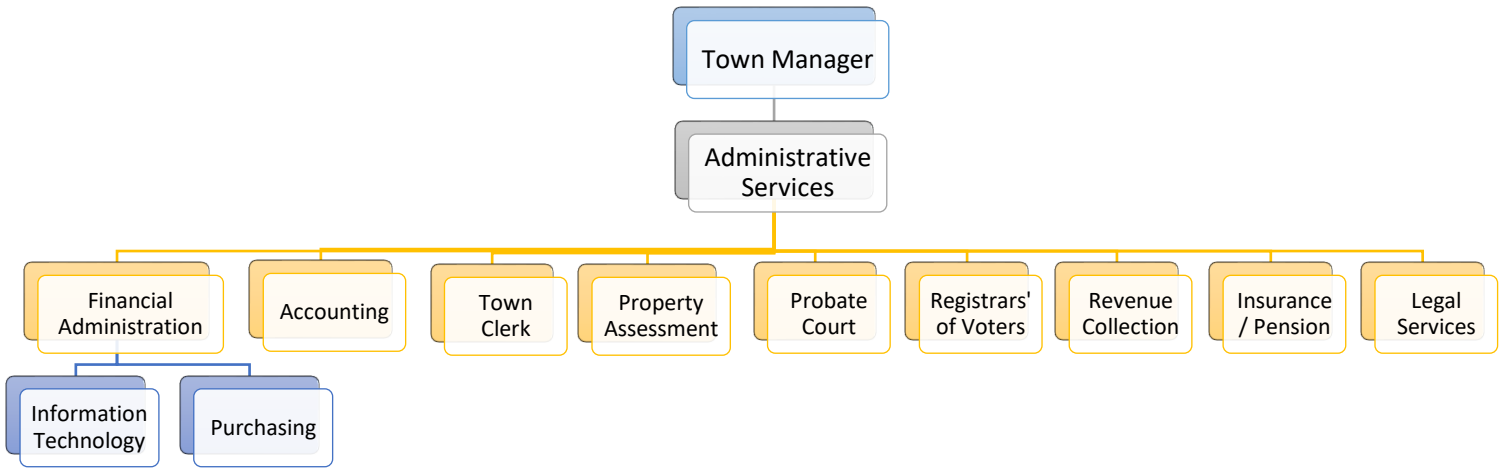 Town Manager
Administrative
Services
Financial
Administration
Accounting
Town
Clerk
Property
Assessment
Probate
Court
Registrars'
of Voters
Revenue
Collection
Insurance
/ Pension
Legal
Services
Information
Technology
Purchasing